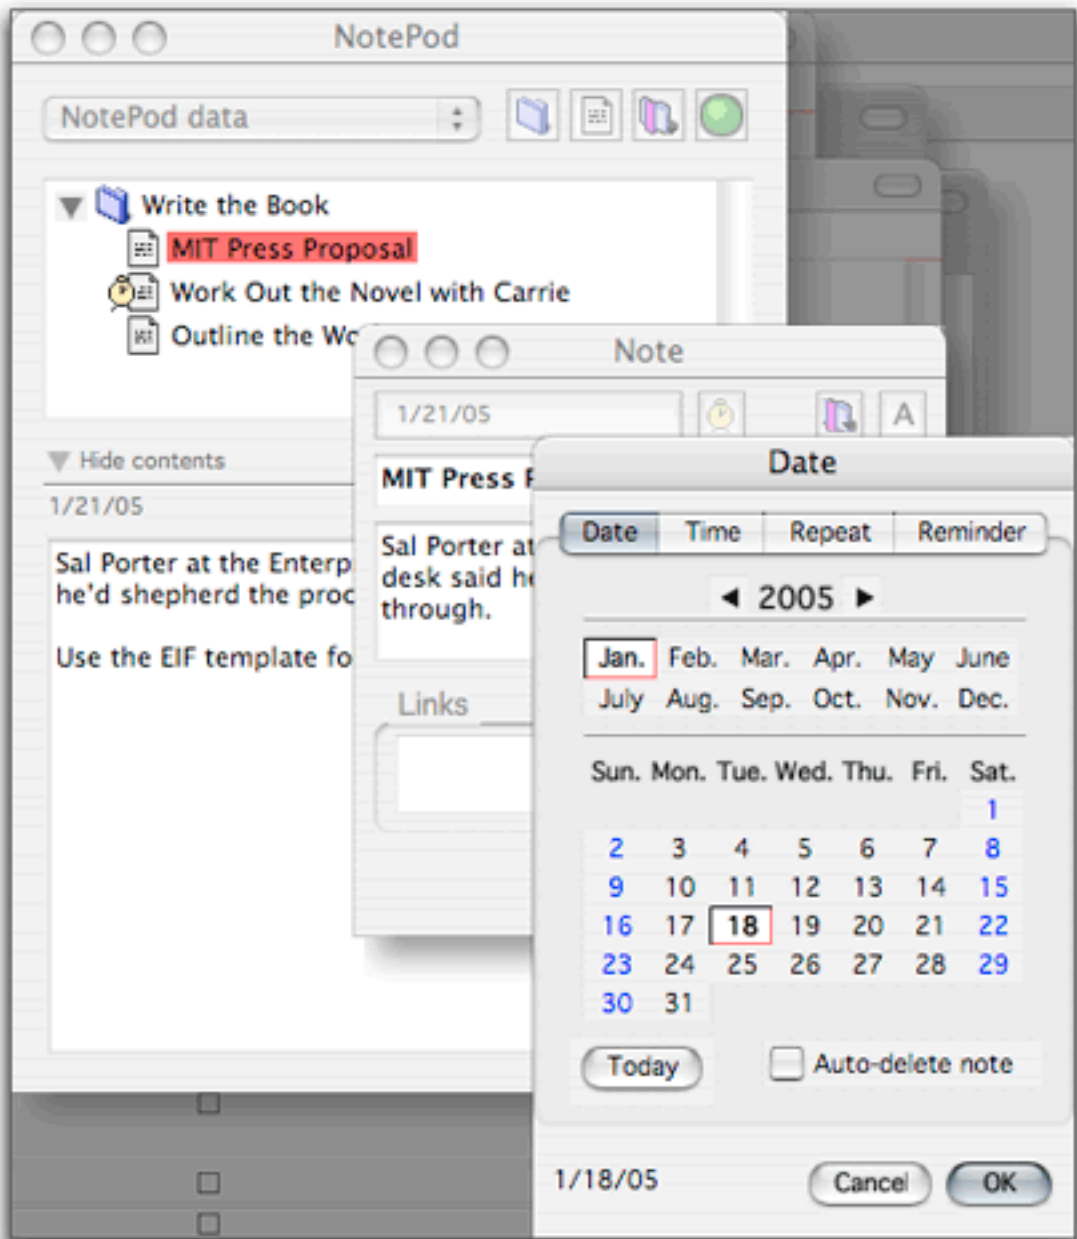 NotePod
NotePod data
Write the Book
MIT Press Proposal
Work Out the Novel with Carrie
Outline the
Hide contents
1/21/05
Sal Porter at the
he'd shepherd the
Use the EIF template
Note
1/21/05
A
MIT Press
Sal Porter at
desk said
through.
Links
Date
Date Time Repeat Reminder
2005
Jan. Feb. Mar. Apr. May June
July Aug. Sep. Oct. Nov. Dec.
Sun. Mon. Tue. Wed. Thu. Fri. Sat.
1
2 3 4 5 6 7 8
9 10 11 12 13 14 15
16 17 18 19 20 21 22
23 24 25 26 27 28 29
30 31
Today Auto-delete note
1/18/05 Cancel OK